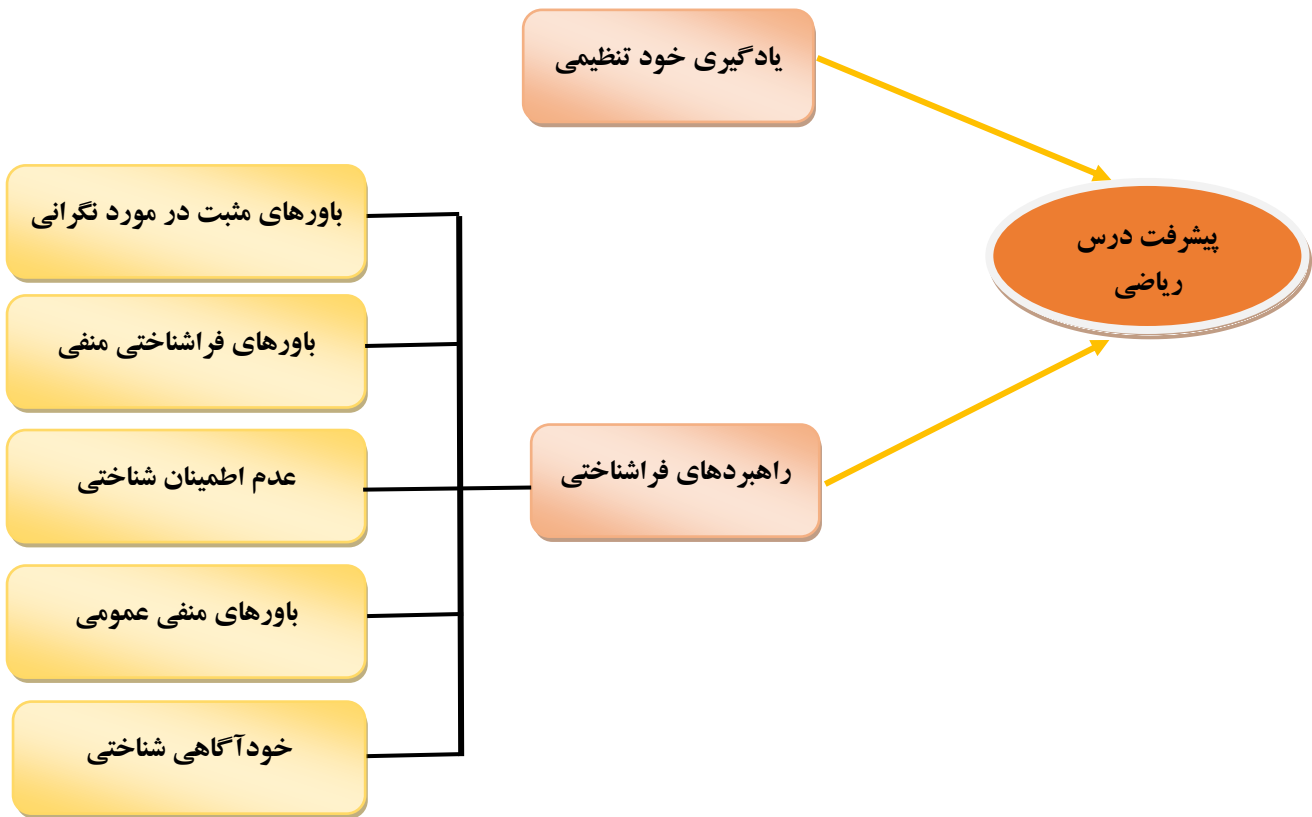 یادگیری خود تنظیمی
پیشرفت درس
ریاضی
راهبردهای فراشناختی
باورهای مثبت در مورد نگرانی
باورهای فراشناختی منفی
عدم اطمینان شناختی
باورهای منفی عمومی
خودآگاهی شناختی